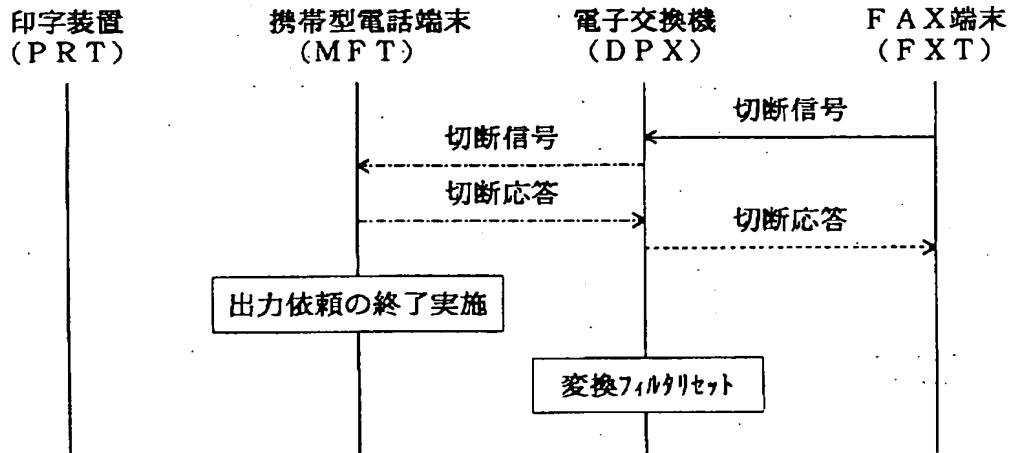 印字装置 携帯型電話端末 電子交換機 FAX端末
(PRT) (MFT) (DPX) (FXT)
切断信号
切断信号
切断応答
切断応答
出力依頼の終了実施
変換フィルタリセット